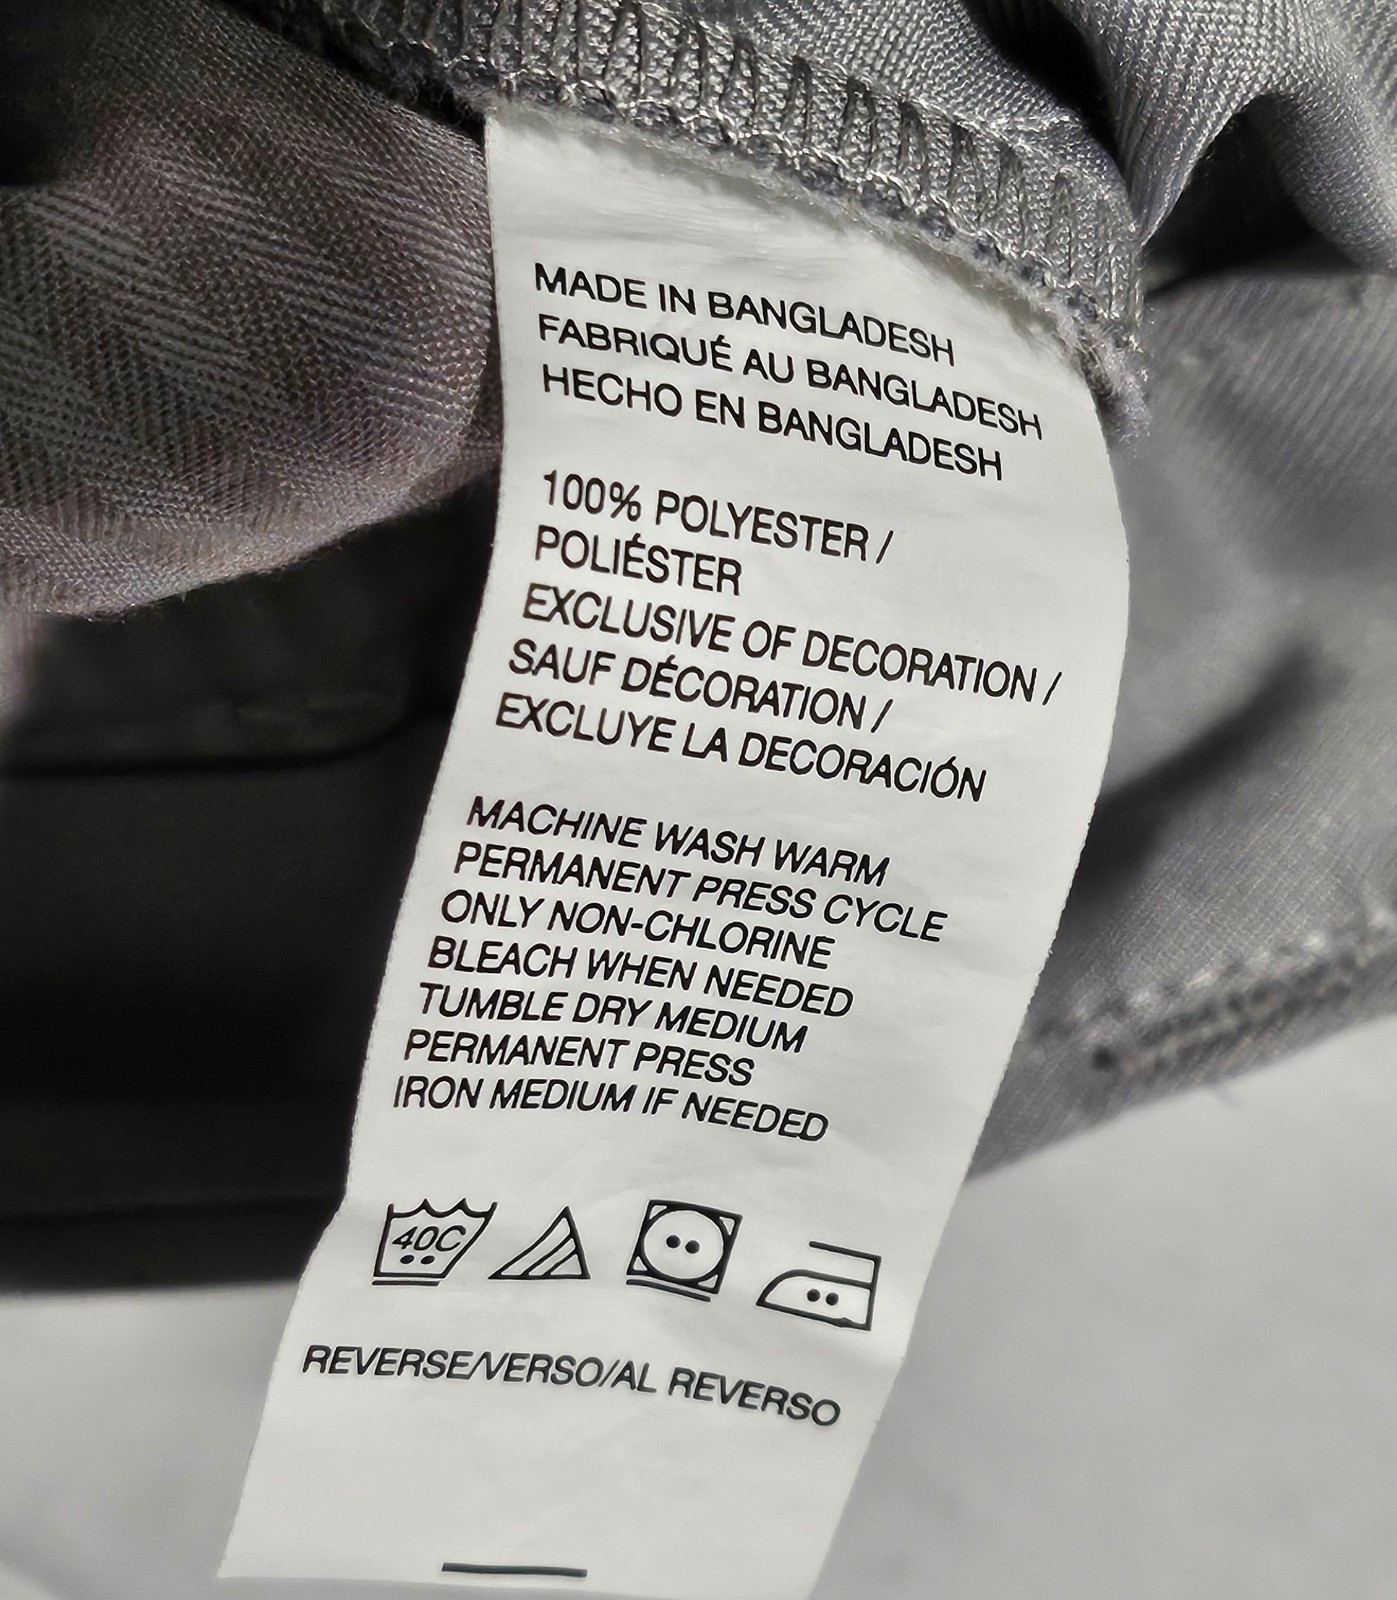 MADE IN BANGLADESH
FABRIQUÉ AU BANGLADESH
HECHO EN BANGLADESH
100% POLYESTER /
POLIÉSTER
EXCLUSIVE OF DECORATION /
SAUF DÉCORATION /
EXCLUYE LA DECORACIÓN
MACHINE WASH WARM
PERMANENT PRESS CYCLE
ONLY NON-CHLORINE
BLEACH WHEN NEEDED
TUMBLE DRY MEDIUM
PERMANENT PRESS
IRON MEDIUM IF NEEDED
40C
REVERSE/VERSO/AL REVERSO